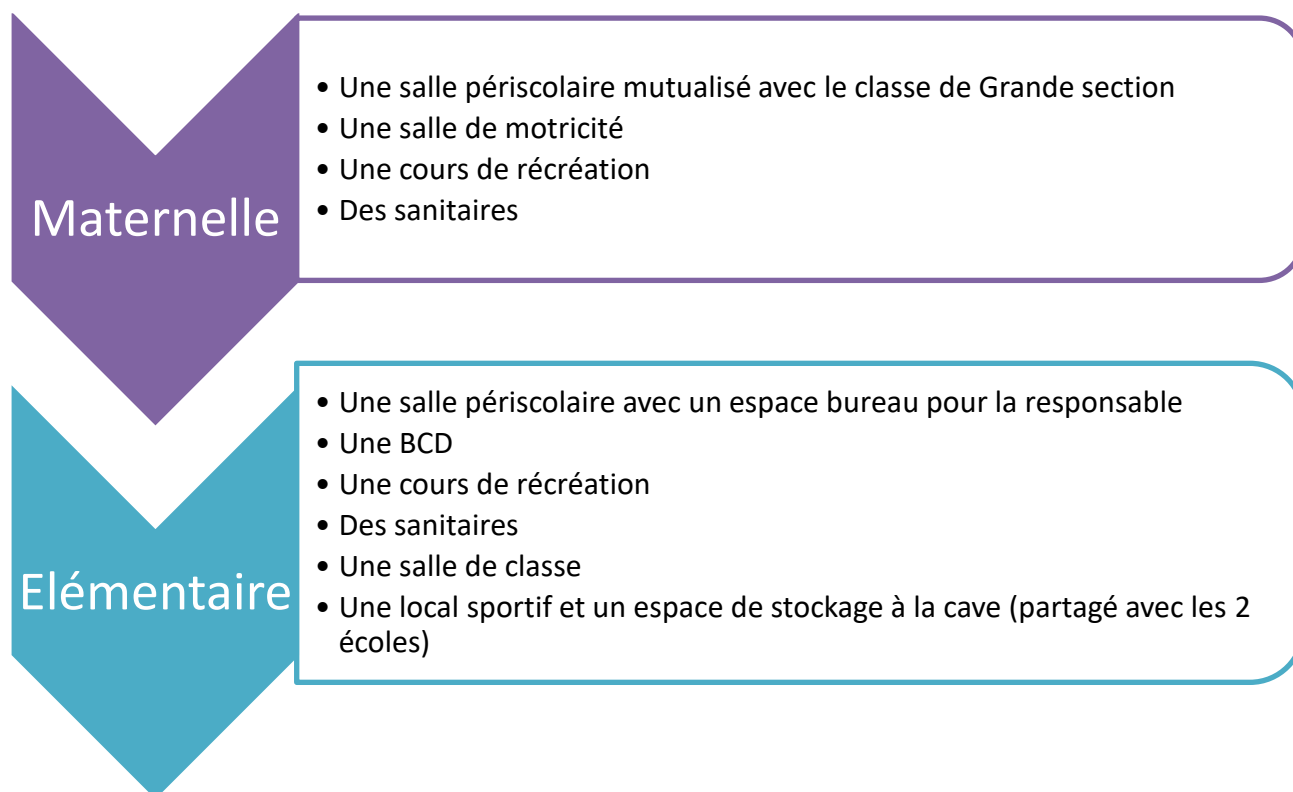 Maternelle
• Une salle périscolaire mutualisé avec le classe de Grande section
• Une salle de motricité
• Une cours de récréation
• Des sanitaires
Elémentaire
• Une salle périscolaire avec un espace bureau pour la responsable
• Une BCD
• Une cours de récréation
• Des sanitaires
• Une salle de classe
• Une local sportif et un espace de stockage à la cave (partagé avec les 2
écoles)